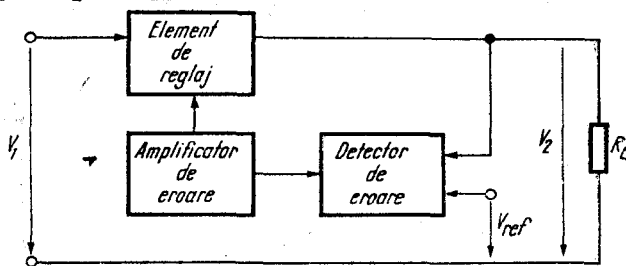 Element
de
reglaj
V1
Amplificator
de
eroare
Detector
de
eroare
V2
RL
Vref